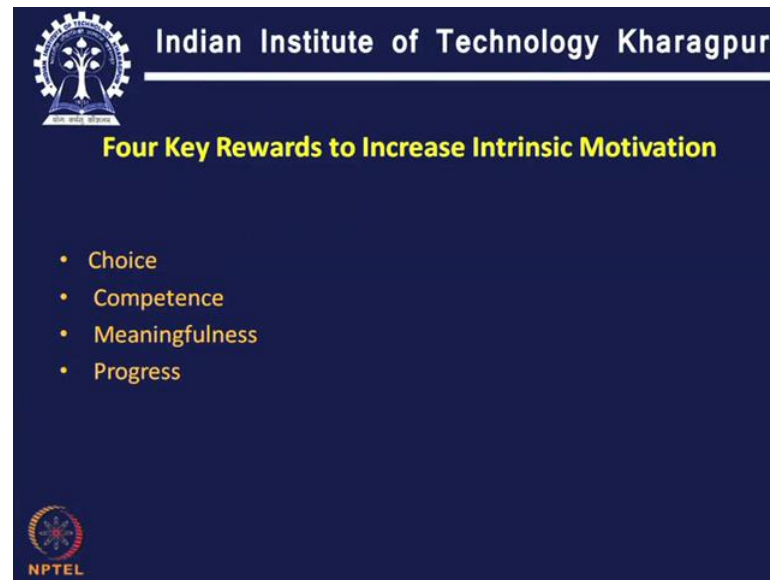 Indian Institute of Technology Kharagpur
Four Key Rewards to Increase Intrinsic Motivation
• Choice
• Competence
• Meaningfulness
• Progress
NPTEL